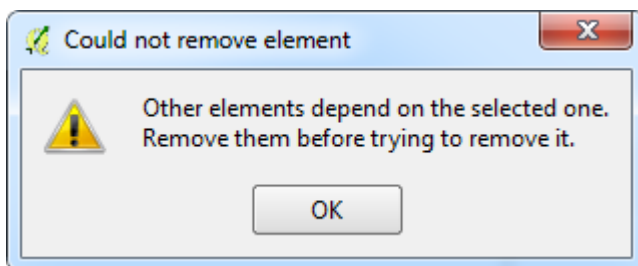 Could not remove element
Other elements depend on the selected one.
Remove them before trying to remove it.
OK